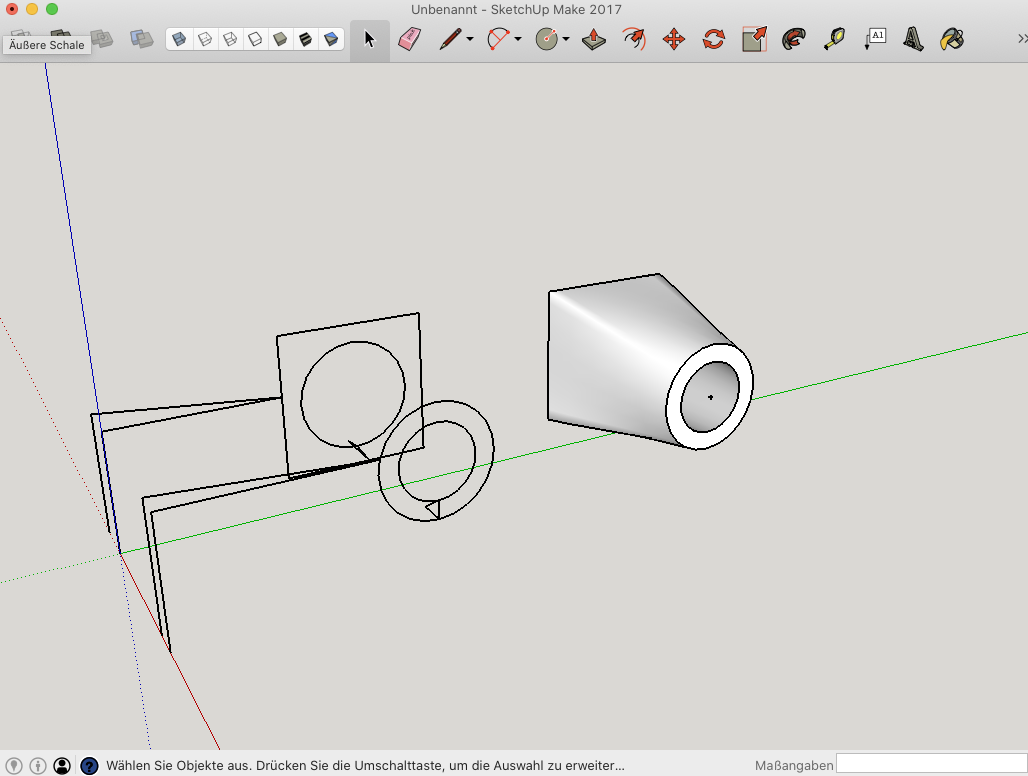 Unbenannt - SketchUp Make 2017
Äußere Schale
A1
Wählen Sie Objekte aus. Drücken Sie die Umschalttaste, um die Auswahl zu erweiter...
Maßangaben